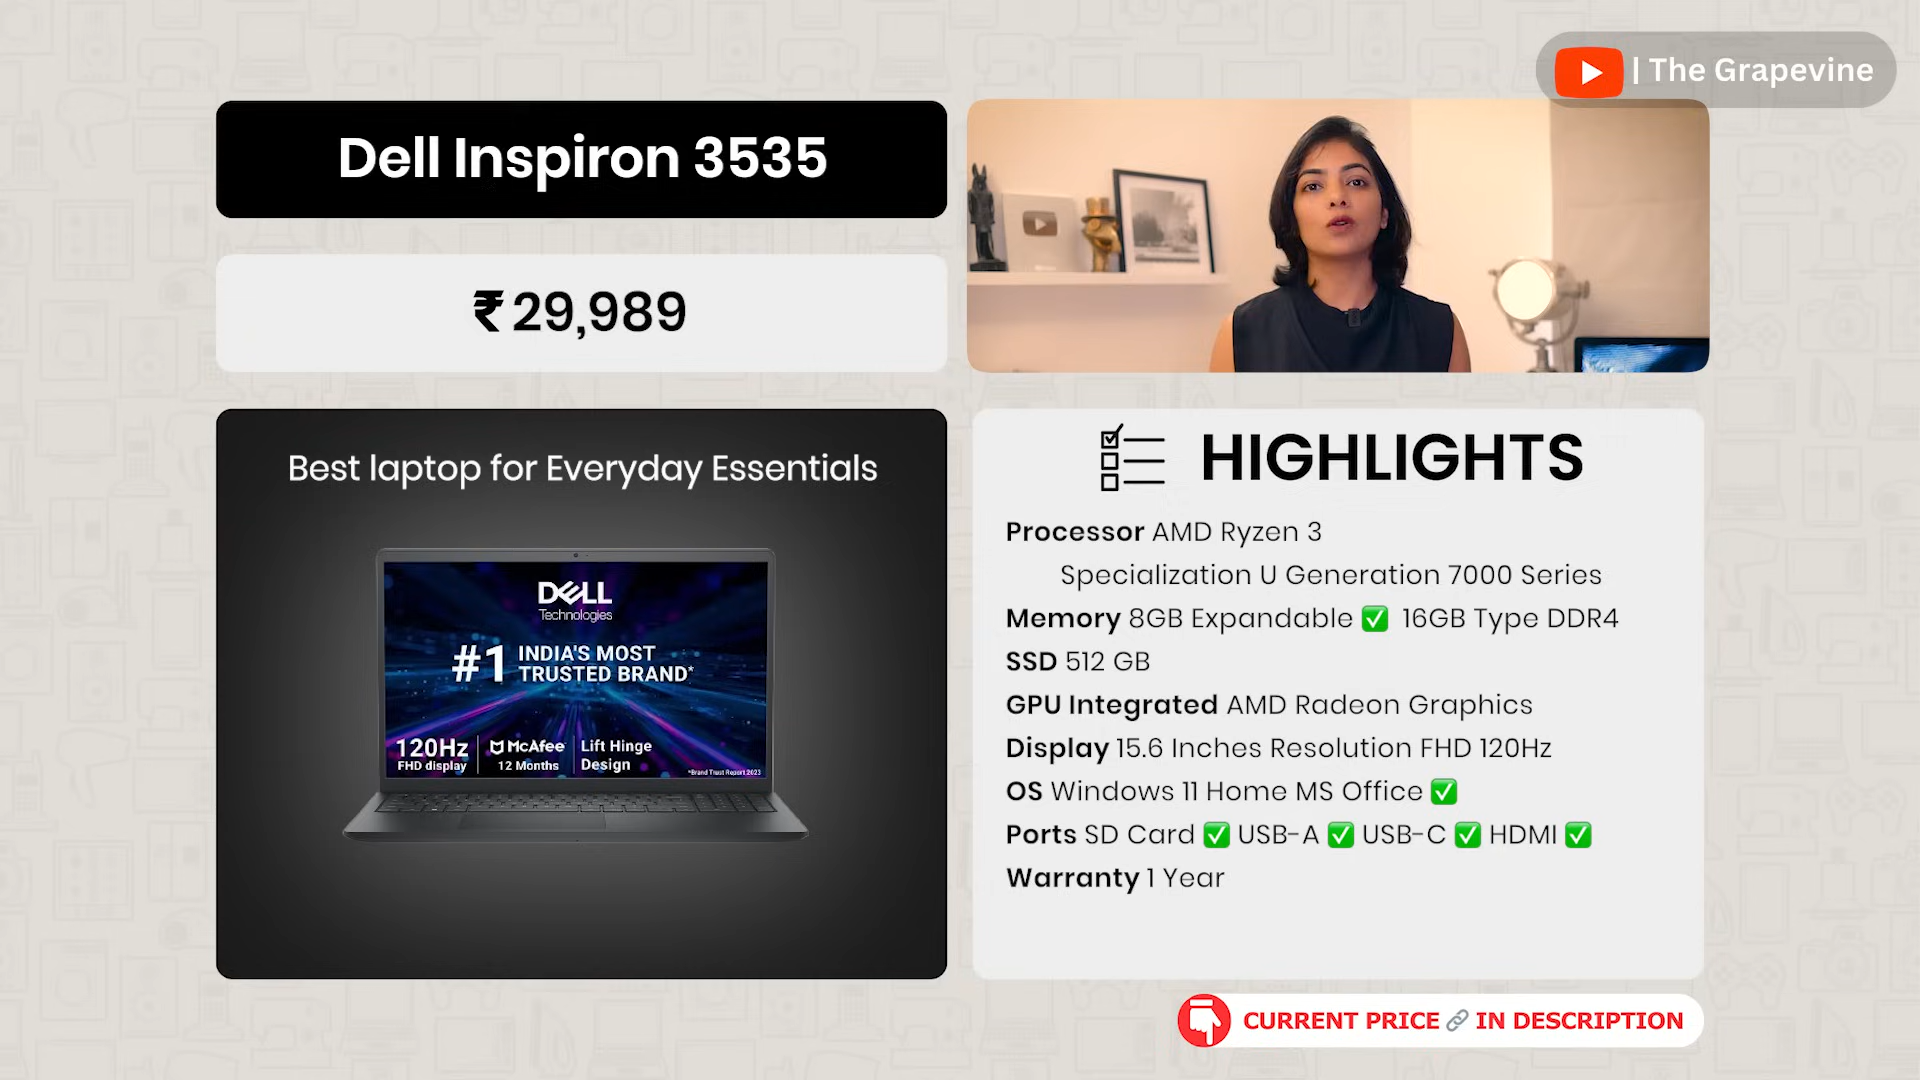 | The Grapevine
Dell Inspiron 3535
₹ 29,989
Best laptop for Everyday Essentials
DELL
Technologies
#1 INDIA'S MOST
TRUSTED BRAND*
120Hz
FHD display
McAfee
12 Months
Lift Hinge
Design
*Brand Trust Report 2023
HIGHLIGHTS
Processor AMD Ryzen 3
Specialization U Generation 7000 Series
Memory 8GB Expandable ✅ 16GB Type DDR4
SSD 512 GB
GPU Integrated AMD Radeon Graphics
Display 15.6 Inches Resolution FHD 120Hz
OS Windows 11 Home MS Office ✅
Ports SD Card ✅ USB-A ✅ USB-C ✅ HDMI ✅
Warranty 1 Year
CURRENT PRICE 🔗 IN DESCRIPTION